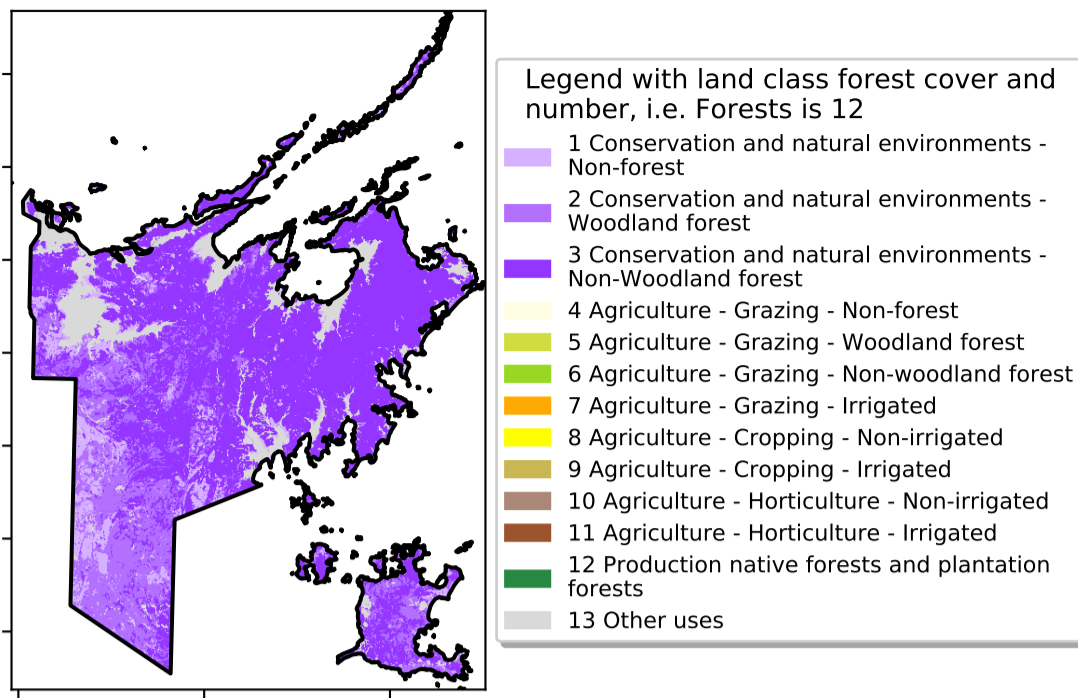 Legend with land class forest cover and
number, i.e. Forests is 12
1 Conservation and natural environments -
Non-forest
2 Conservation and natural environments -
Woodland forest
3 Conservation and natural environments -
Non-Woodland forest
4 Agriculture - Grazing - Non-forest
5 Agriculture - Grazing - Woodland forest
6 Agriculture - Grazing - Non-woodland forest
7 Agriculture - Grazing - Irrigated
8 Agriculture - Cropping - Non-irrigated
9 Agriculture - Cropping - Irrigated
10 Agriculture - Horticulture - Non-irrigated
11 Agriculture - Horticulture - Irrigated
12 Production native forests and plantation
forests
13 Other uses